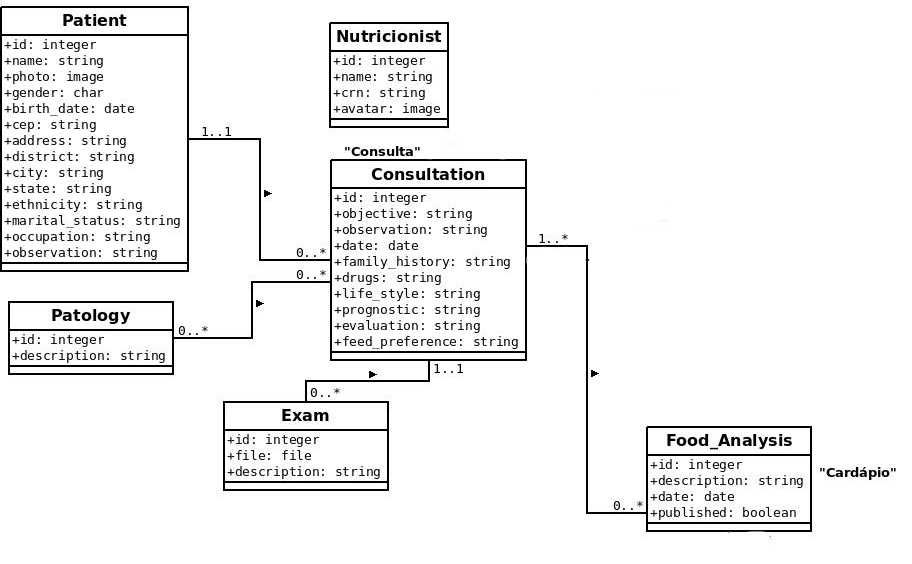 Patient
+id: integer
+name: string
+photo: image
+gender: char
+birth_date: date
+cep: string
+address: string
+district: string
+city: string
+state: string
+ethnicity: string
+marital_status: string
+occupation: string
+observation: string
Nutricionist
+id: integer
+name: string
+crn: string
+avatar: image
1..1
"Consulta"
Consultation
+id: integer
+objective: string
+observation: string
+date: date
+family_history: string
+drugs: string
+life_style: string
+prognostic: string
+evaluation: string
+feed_preference: string
0..*
0..*
1..*
Patology
+id: integer
+description: string
0..*
1..1
0..*
Exam
+id: integer
+file: file
+description: string
Food_Analysis
+id: integer
+description: string
+date: date
+published: boolean
"Cardápio"
0..*